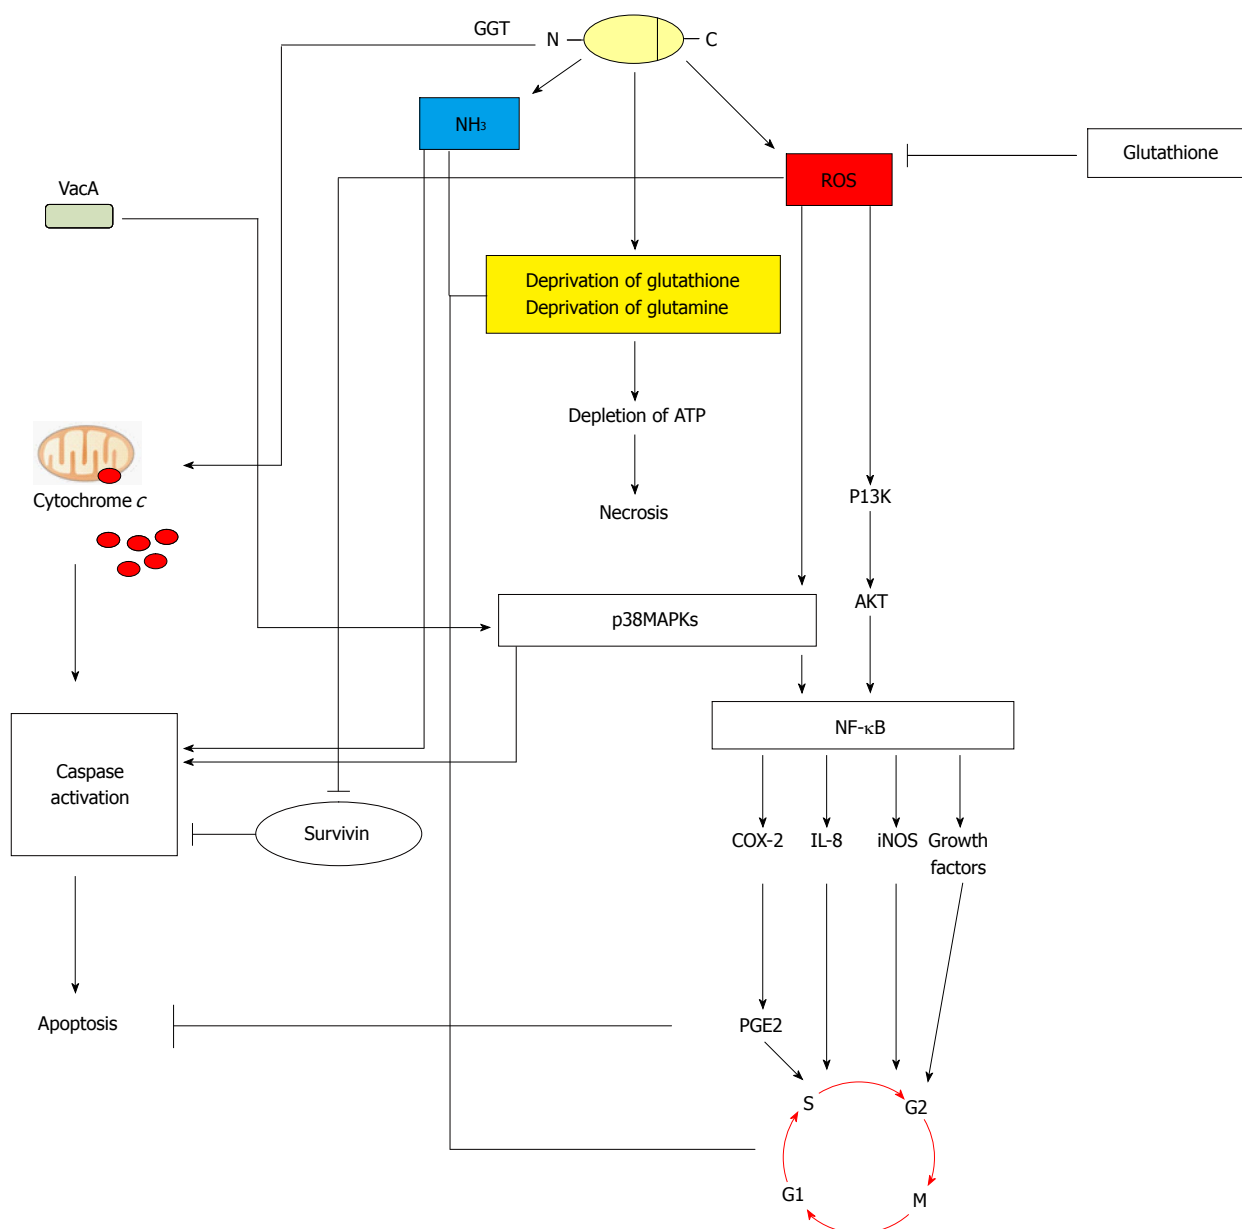 GGT
N
C
NH3
ROS
Glutathione
VacA
Deprivation of glutathione
Deprivation of glutamine
Depletion of ATP
Cytochrome c
P13K
Necrosis
AKT
p38MAPKs
NF-κB
Caspase
activation
Survivin
COX-2
IL-8
iNOS
Growth
factors
Apoptosis
PGE2
S
G2
G1
M